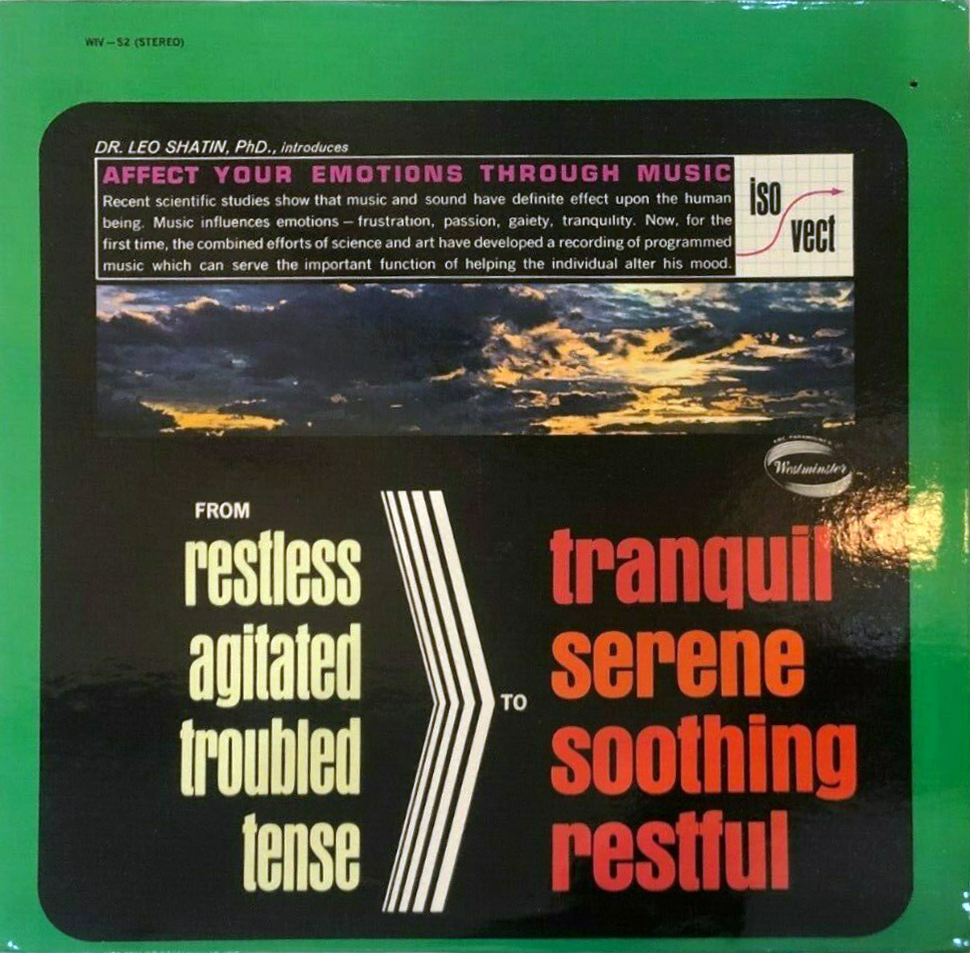 WIV – S2 (STEREO)
DR. LEO SHATIN, PhD., introduces
AFFECT YOUR EMOTIONS THROUGH MUSIC
Recent scientific studies show that music and sound have definite effect upon the human
being. Music influences emotions – frustration, passion, gaiety, tranquility. Now, for the
first time, the combined efforts of science and art have developed a recording of programmed
music which can serve the important function of helping the individual alter his mood.
iso
vect
Westminster
FROM
restless
agitated
troubled
tense
TO
tranquil
serene
soothing
restful